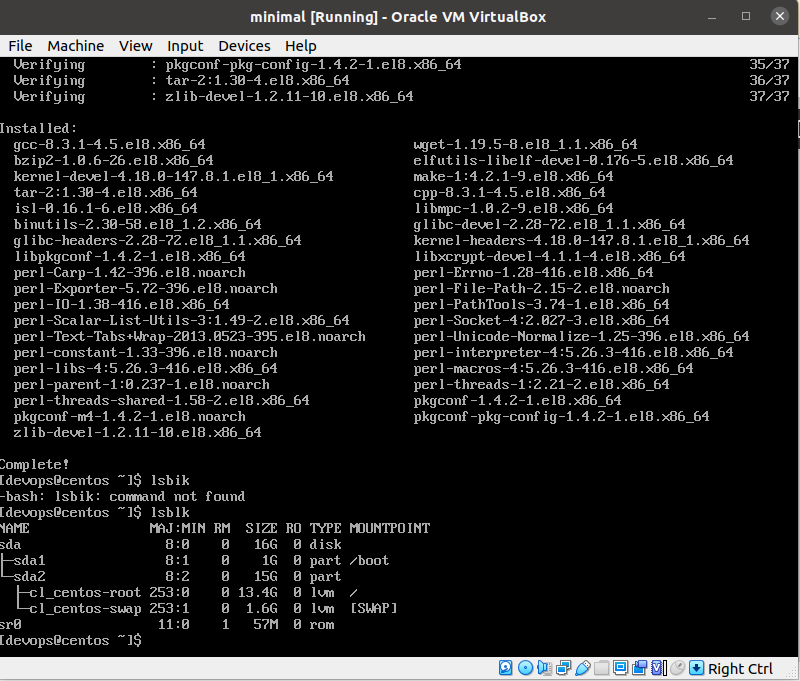 minimal [Running] - Oracle VM VirtualBox
File Machine View Input Devices Help
Verifying : pkgconf-pkg-config-1.4.2-1.el8.x86_64 35/37
Verifying : tar-2:1.30-4.el8.x86_64 36/37
Verifying : zlib-devel-1.2.11-10.el8.x86_64 37/37
Installed:
gcc-8.3.1-4.5.el8.x86_64 wget-1.19.5-8.el8_1.1.x86_64
bzip2-1.0.6-26.el8.x86_64 elfutils-libelf-devel-0.176-5.el8.x86_64
kernel-devel-4.18.0-147.8.1.el8_1.x86_64 make-1:4.2.1-9.el8.x86_64
tar-2:1.30-4.el8.x86_64 cpp-8.3.1-4.5.el8.x86_64
isl-0.16.1-6.el8.x86_64 libmpc-1.0.2-9.el8.x86_64
binutils-2.30-58.el8_1.2.x86_64 glibc-devel-2.28-72.el8_1.1.x86_64
glibc-headers-2.28-72.el8_1.1.x86_64 kernel-headers-4.18.0-147.8.1.el8_1.x86_64
libpkgconf-1.4.2-1.el8.x86_64 libxcrypt-devel-4.1.1-4.el8.x86_64
perl-Carp-1.42-396.el8.noarch perl-Errno-1.28-416.el8.x86_64
perl-Exporter-5.72-396.el8.noarch perl-File-Path-2.15-2.el8.noarch
perl-IO-1.38-416.el8.x86_64 perl-PathTools-3.74-1.el8.x86_64
perl-Scalar-List-Utils-3:1.49-2.el8.x86_64 perl-Socket-4:2.027-3.el8.x86_64
perl-Text-Tabs+Wrap-2013.0523-395.el8.noarch perl-Unicode-Normalize-1.25-396.el8.x86_64
perl-constant-1.33-396.el8.noarch perl-interpreter-4:5.26.3-416.el8.x86_64
perl-libs-4:5.26.3-416.el8.x86_64 perl-macros-4:5.26.3-416.el8.x86_64
perl-parent-1:0.237-1.el8.noarch perl-threads-1:2.21-2.el8.x86_64
perl-threads-shared-1.58-2.el8.x86_64 pkgconf-1.4.2-1.el8.x86_64
pkgconf-m4-1.4.2-1.el8.noarch pkgconf-pkg-config-1.4.2-1.el8.x86_64
zlib-devel-1.2.11-10.el8.x86_64
Complete!
[devops@centos ~]$ lsbik
-bash: lsbik: command not found
[devops@centos ~]$ lsblk
NAME MAJ:MIN RM SIZE RO TYPE MOUNTPOINT
sda 8:0 0 16G 0 disk
├─sda1 8:1 0 1G 0 part /boot
└─sda2 8:2 0 15G 0 part
├─cl_centos-root 253:0 0 13.4G 0 lvm /
└─cl_centos-swap 253:1 0 1.6G 0 lvm [SWAP]
sr0 11:0 1 57M 0 rom
[devops@centos ~]$
Right Ctrl